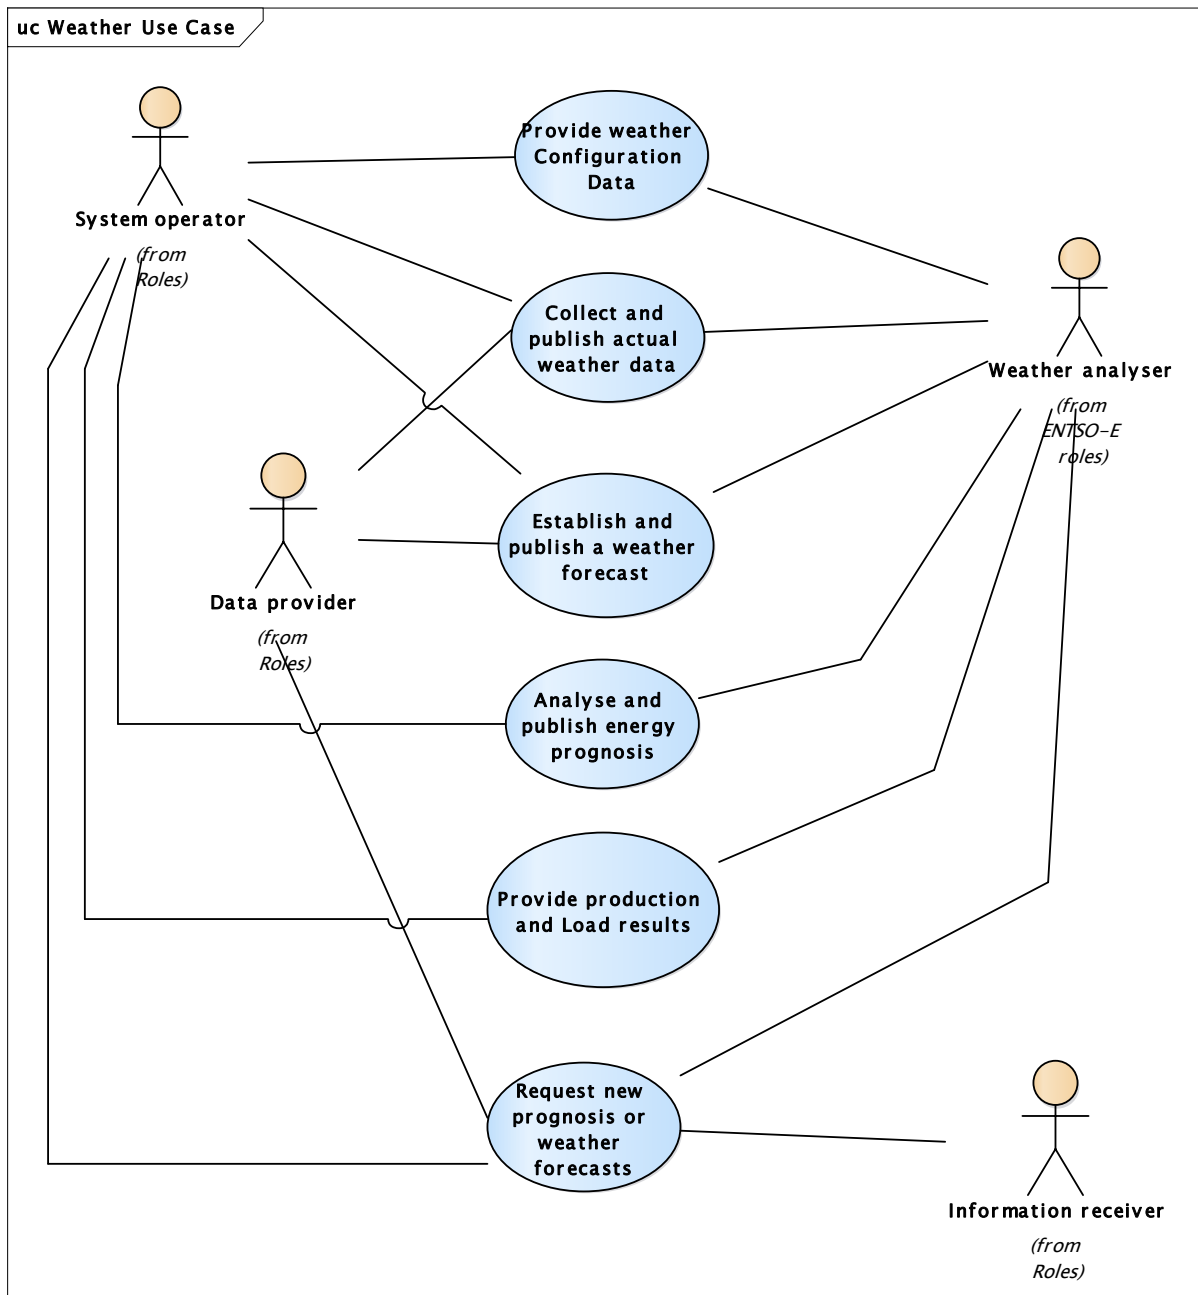 uc Weather Use Case
System operator
(from
Roles)
Provide weather
Configuration
Data
Collect and
publish actual
weather data
Weather analyser
(from
ENTSO-E
roles)
Data provider
(from
Roles)
Establish and
publish a weather
forecast
Analyse and
publish energy
prognosis
Provide production
and Load results
Request new
prognosis or
weather
forecasts
Information receiver
(from
Roles)